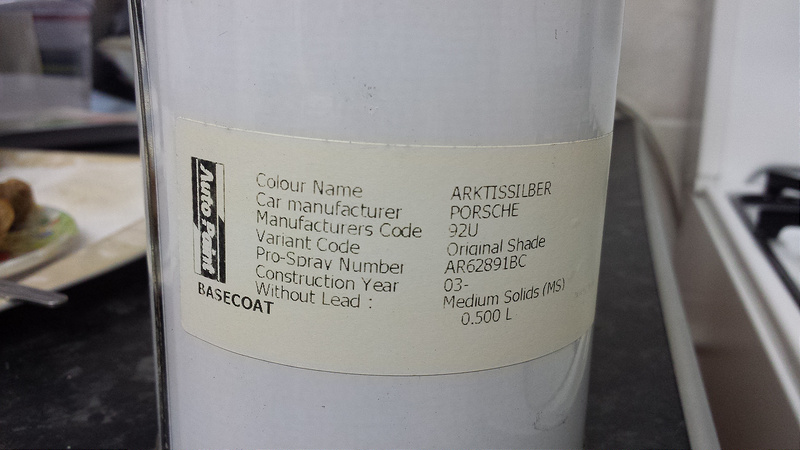 Auto Paint
BASECOAT
Colour Name ARKTISSILBER
Car manufacturer PORSCHE
Manufacturers Code 92U
Variant Code Original Shade
Pro-Spray Number AR62891BC
Construction Year 03-
Without Lead : Medium Solids (MS)
0.500 L